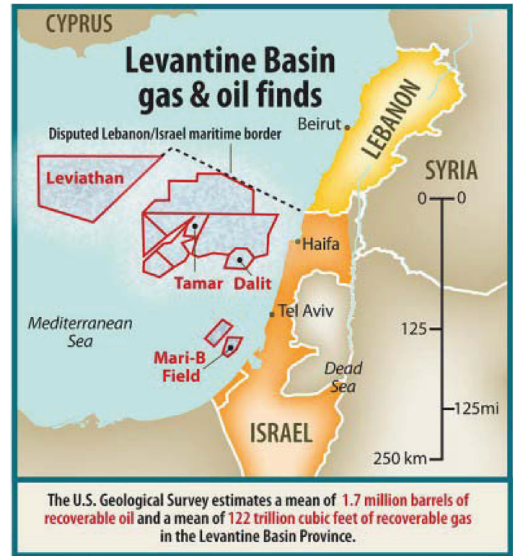 CYPRUS
Levantine Basin
gas & oil finds
Disputed Lebanon/Israel maritime border
Beirut
LEBANON
SYRIA
Leviathan
0 0
Haifa
Tamar Dalit
Tel Aviv
Mediterranean
Sea
125
Mari-B
Field
Dead
Sea
125mi
ISRAEL
250 km
The U.S. Geological Survey estimates a mean of 1.7 million barrels of
recoverable oil and a mean of 122 trillion cubic feet of recoverable gas
in the Levantine Basin Province.